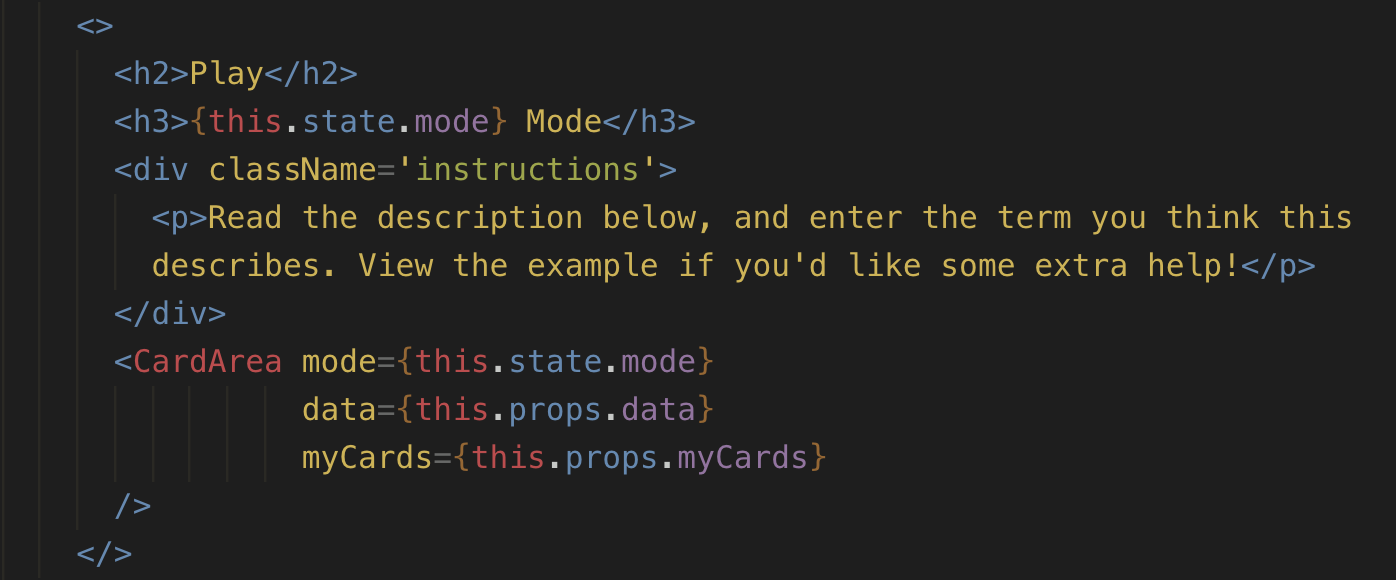 <>
<h2>Play</h2>
<h3>{this.state.mode} Mode</h3>
<div className='instructions'>
<p>Read the description below, and enter the term you think this
describes. View the example if you'd like some extra help!</p>
</div>
<CardArea mode={this.state.mode}
data={this.props.data}
myCards={this.props.myCards}
/>
</>